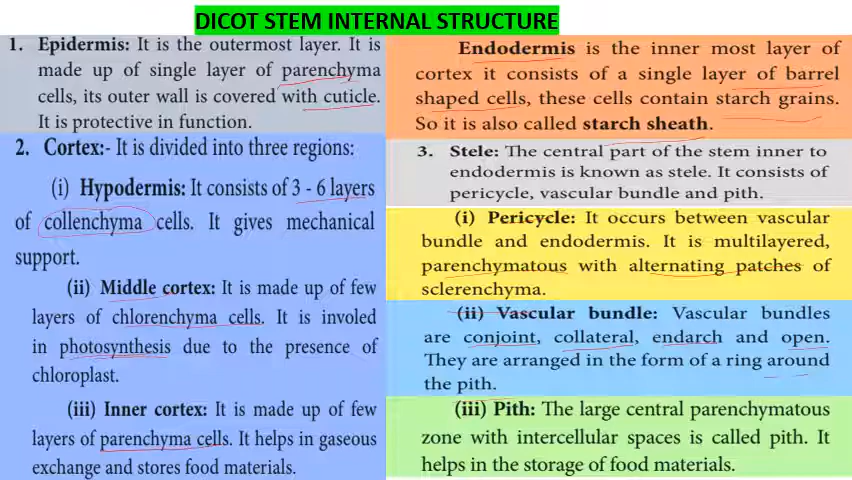 DICOT STEM INTERNAL STRUCTURE
1. Epidermis: It is the outermost layer. It is
made up of single layer of parenchyma
cells, its outer wall is covered with cuticle.
It is protective in function.
2. Cortex:- It is divided into three regions:
(i) Hypodermis: It consists of 3 - 6 layers
of collenchyma cells. It gives mechanical
support.
(ii) Middle cortex: It is made up of few
layers of chlorenchyma cells. It is involed
in photosynthesis due to the presence of
chloroplast.
(iii) Inner cortex: It is made up of few
layers of parenchyma cells. It helps in gaseous
exchange and stores food materials.
Endodermis is the inner most layer of
cortex it consists of a single layer of barrel
shaped cells, these cells contain starch grains.
So it is also called starch sheath.
3. Stele: The central part of the stem inner to
endodermis is known as stele. It consists of
pericycle, vascular bundle and pith.
(i) Pericycle: It occurs between vascular
bundle and endodermis. It is multilayered,
parenchymatous with alternating patches of
sclerenchyma.
(ii) Vascular bundle: Vascular bundles
are conjoint, collateral, endarch and open.
They are arranged in the form of a ring around
the pith.
(iii) Pith: The large central parenchymatous
zone with intercellular spaces is called pith. It
helps in the storage of food materials.